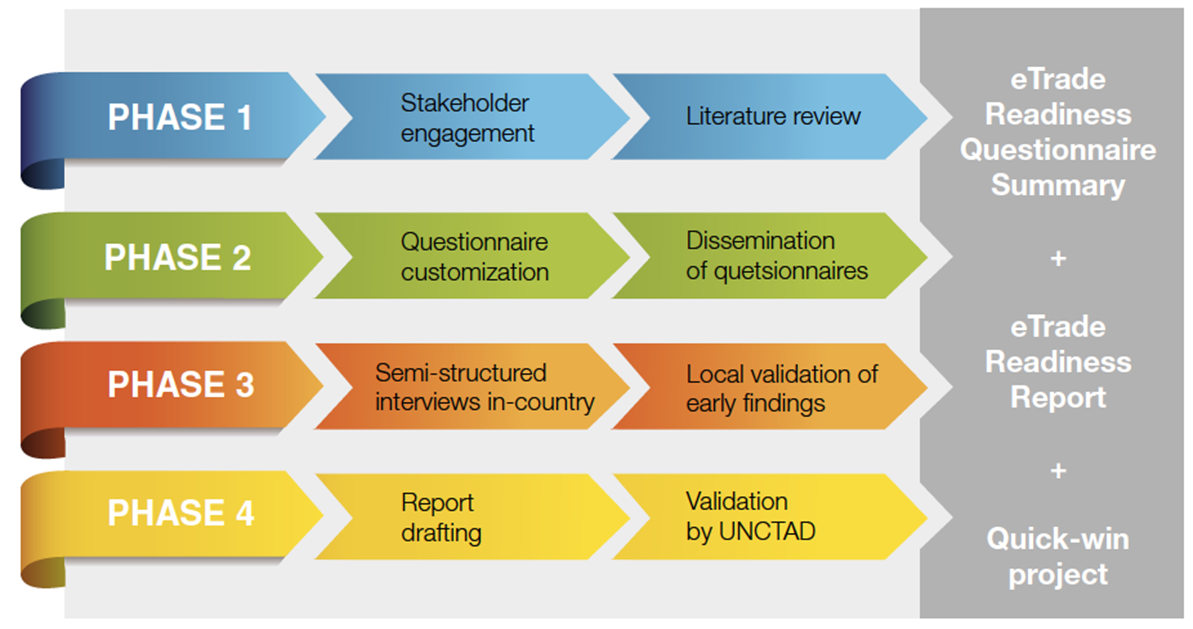 PHASE 1
Stakeholder
engagement
Literature review
PHASE 2
Questionnaire
customization
Dissemination
of quetsionnaires
PHASE 3
Semi-structured
interviews in-country
Local validation of
early findings
PHASE 4
Report
drafting
Validation
by UNCTAD
eTrade
Readiness
Questionnaire
Summary
+
eTrade
Readiness
Report
+
Quick-win
project